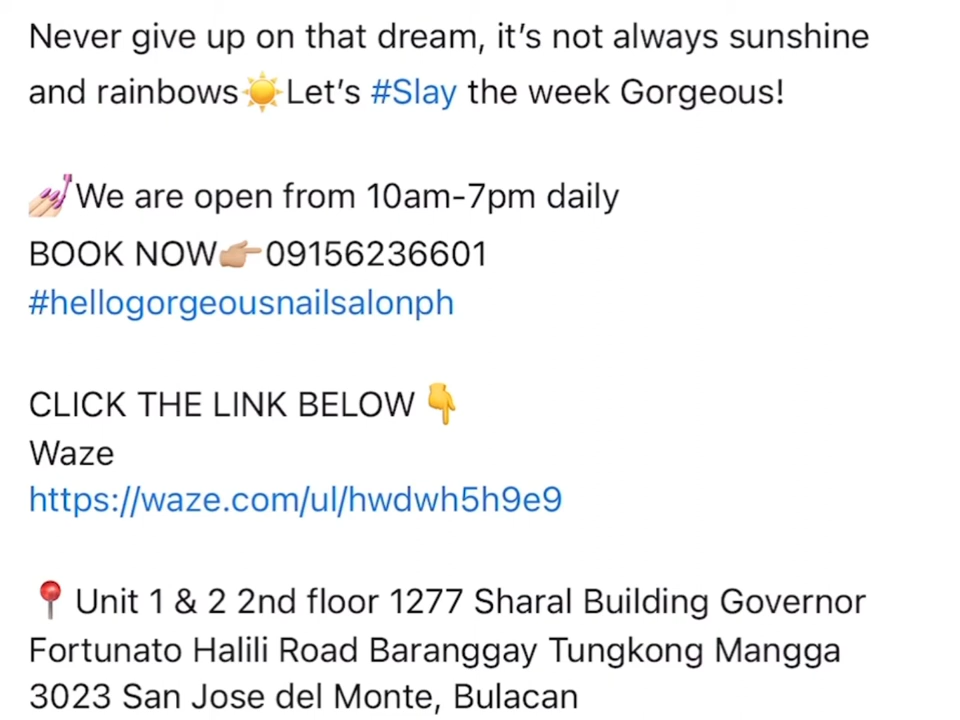 Never give up on that dream, it's not always sunshine
and rainbows☀️Let's #Slay the week Gorgeous!
💅🏼We are open from 10am-7pm daily
BOOK NOW👉🏼09156236601
#hellogorgeousnailsalonph
CLICK THE LINK BELOW 👇
Waze
https://waze.com/ul/hwdwh5h9e9
📍Unit 1 & 2 2nd floor 1277 Sharal Building Governor
Fortunato Halili Road Baranggay Tungkong Mangga
3023 San Jose del Monte, Bulacan